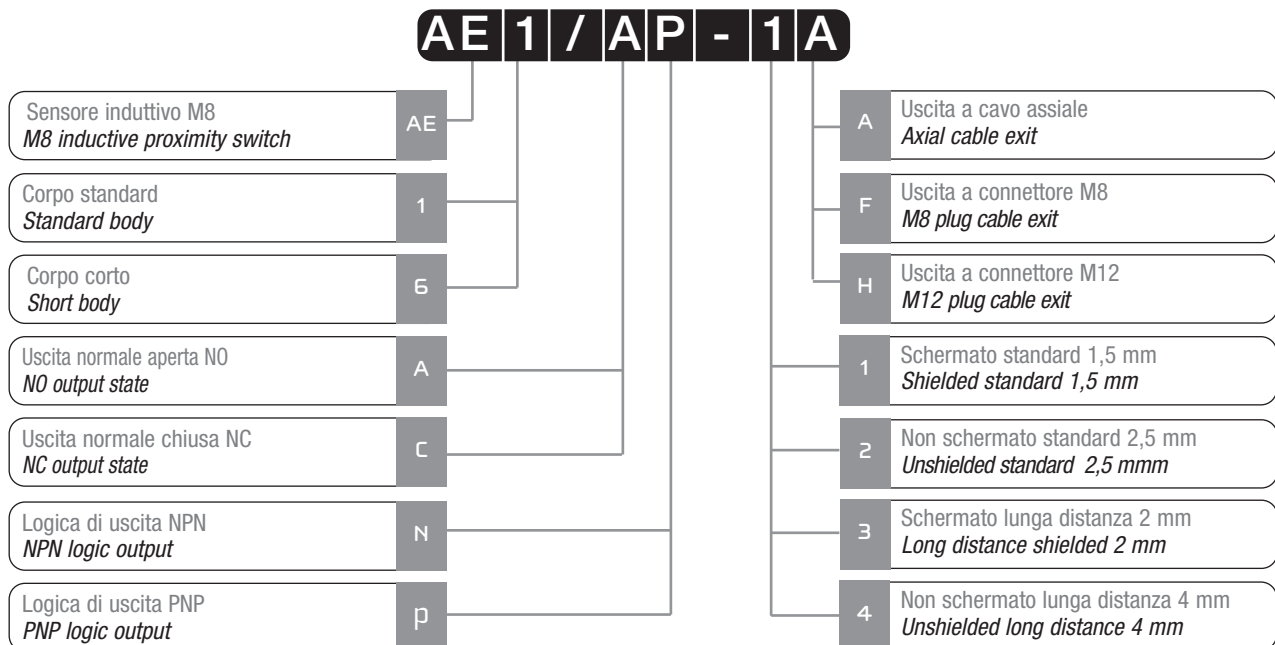 AE1/AP-1A
Sensore induttivo M8
M8 inductive proximity switch
AE
Corpo standard
Standard body
1
Corpo corto
Short body
6
Uscita normale aperta NO
NO output state
A
Uscita normale chiusa NC
NC output state
C
Logica di uscita NPN
NPN logic output
N
Logica di uscita PNP
PNP logic output
P
A
Uscita a cavo assiale
Axial cable exit
F
Uscita a connettore M8
M8 plug cable exit
H
Uscita a connettore M12
M12 plug cable exit
1
Schermato standard 1,5 mm
Shielded standard 1,5 mm
2
Non schermato standard 2,5 mm
Unshielded standard 2,5 mmm
3
Schermato lunga distanza 2 mm
Long distance shielded 2 mm
4
Non schermato lunga distanza 4 mm
Unshielded long distance 4 mm